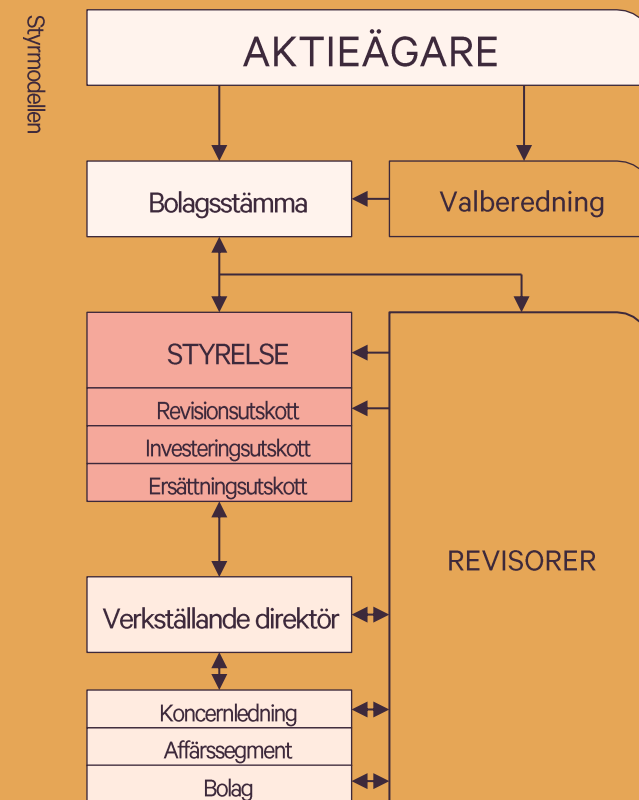 Styrmodellen
AKTIEÄGARE
Bolagsstämma
Valberedning
STYRELSE
Revisionsutskott
Investeringsutskott
Ersättningsutskott
REVISORER
Verkställande direktör
Koncernledning
Affärssegment
Bolag